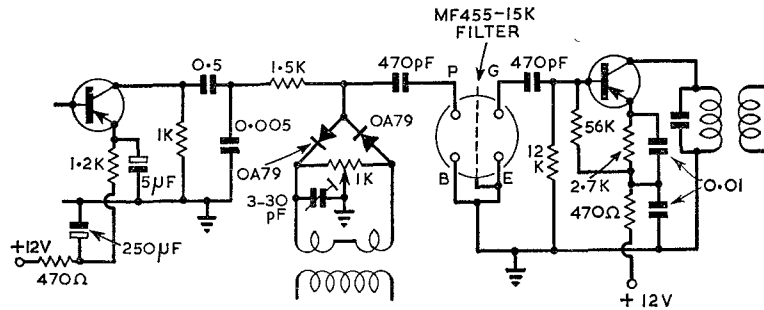 MF455-15K
FILTER
0·5
1·5K
470pF
P
G
470pF
1K
0·005
OA79
OA79
56K
1·2K
5µF
1K
B
E
12
K
2·7K
0·01
3-30
pF
470Ω
250µF
+12V
470Ω
+ 12V